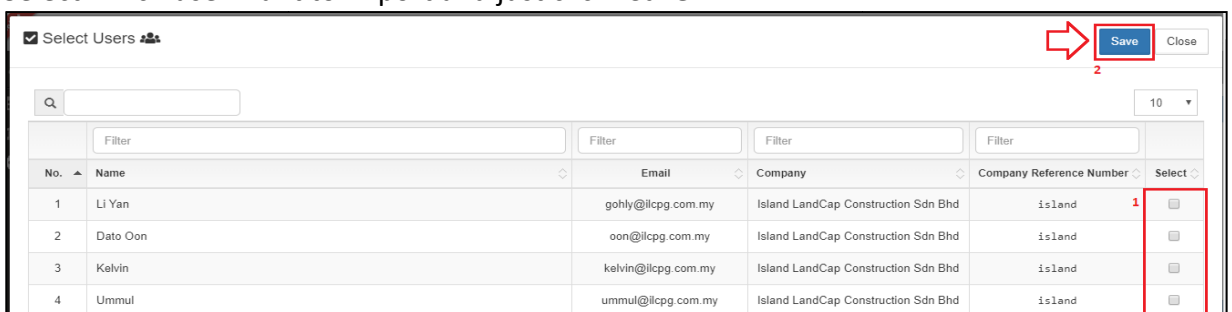 Select Users
Save
Close
2
10
Filter
Filter
Filter
Filter
No. Name Email Company Company Reference Number Select
1 Li Yan gohly@ilcpg.com.my Island LandCap Construction Sdn Bhd island 1
2 Dato Oon oon@ilcpg.com.my Island LandCap Construction Sdn Bhd island
3 Kelvin kelvin@ilcpg.com.my Island LandCap Construction Sdn Bhd island
4 Ummul ummul@ilcpg.com.my Island LandCap Construction Sdn Bhd island